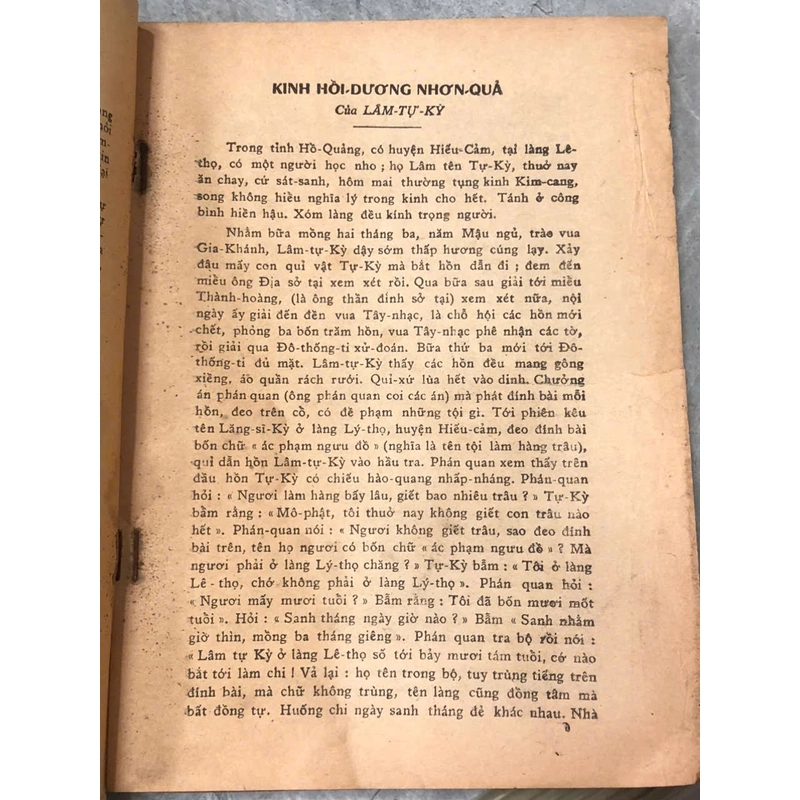 KINH HỒI-DƯƠNG NHƠN-QUẢ
Của LÂM-TỰ-KỲ
Trong tỉnh Hồ-Quảng, có huyện Hiếu-Cảm, tại làng Lê-
thọ, có một người học nho ; họ Lâm tên Tự-Kỳ, thuở nay
ăn chay, cứ sát-sanh, hôm mai thường tụng kinh Kim-cang,
song không hiểu nghĩa lý trong kinh cho hết. Tánh ở công
bình hiền hậu. Xóm làng đều kính trọng người.
Nhằm bữa mồng hai tháng ba, năm Mậu ngủ, trào vua
Gia-Khánh, Lâm-tự-Kỳ dậy sớm thắp hương cúng lạy. Xảy
đậu mấy con quỉ vật Tự-Kỳ mà bắt hồn dẫn đi ; đem đến
miều ông Địa sở tại xem xét rồi. Qua bữa sau giải tới miều
Thành-hoàng, (là ông thần đình sở tại) xem xét nữa, nội
ngày ấy giải đến đền vua Tây-nhạc, là chỗ hội các hồn mới
chết, phỏng ba bốn trăm hồn, vua Tây-nhạc phê nhận các tờ,
rồi giải qua Đô-thống-ti xử-đoán. Bữa thứ ba mới tới Đô-
thống-ti đủ mặt. Lâm-tự-Kỳ thấy các hồn đều mang gông
xiềng, áo quần rách rưới. Quỉ-xứ lùa hết vào dinh. Chưởng
án phán quan (ông phán quan coi các án) mà phát đính bài mỗi
hồn, đeo trên cổ, có đề phạm những tội gì. Tới phiên kêu
tên Lăng-sĩ-Kỳ ở làng Lý-thọ, huyện Hiếu-cảm, đeo đính bài
bốn chữ « ác phạm ngưu đồ » (nghĩa là tên tội làm hàng trâu),
quỉ dẫn hồn Lâm-tự-Kỳ vào hầu tra. Phán quan xem thấy trên
đầu hồn Tự-Kỳ có chiếu hào-quang nhấp-nháng. Phán-quan
hỏi : « Ngươi làm hàng bấy lâu, giết bao nhiêu trâu ? » Tự-Kỳ
bẩm rằng : «Mô-phật, tôi thuở nay không giết con trâu nào
hết ». Phán-quan nói : « Ngươi không giết trâu, sao đeo đính
bài trên, tên họ ngươi có bốn chữ « ác phạm ngưu đồ » ? Mà
ngươi phải ở làng Lý-thọ chăng ? » Tự-Kỳ bẩm : «Tôi ở làng
Lê-thọ, chớ không phải ở làng Lý-thọ ». Phán quan hỏi :
« Ngươi mấy mươi tuổi ? » Bẩm rằng : Tôi đã bốn mươi mốt
tuổi ». Hỏi : « Sanh tháng ngày giờ nào ? » Bẩm « Sanh nhằm
giờ thìn, mồng ba tháng giêng ». Phán quan tra bộ rồi nói :
« Lâm tự Kỳ ở làng Lê-thọ số tới bảy mươi tám tuổi, cớ nào
bắt tới làm chi ! Vả lại : họ tên trong bộ, tuy trùng tiếng trên
đính bài, mà chữ không trùng, tên làng cũng đồng tâm mà
bất đồng tự. Huống chi ngày sanh tháng đẻ khác nhau. Nhà